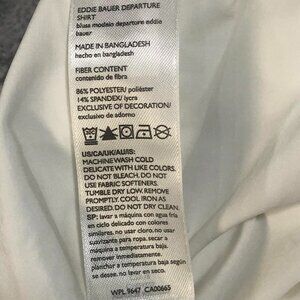 EDDIE BAUER DEPARTURE
SHIRT
blusa modelo departure eddie
bauer
MADE IN BANGLADESH
hecho en bangladesh
FIBER CONTENT
contenido de fibra
86% POLYESTER/ poliéster
14% SPANDEX/ elastán
EXCLUSIVE OF DECORATION/
exclusivo de adorno
US/CA/UK/AU/IS:
MACHINE WASH COLD
DELICATE WITH LIKE COLORS.
DO NOT BLEACH. DO NOT
USE FABRIC SOFTENERS.
TUMBLE DRY LOW. REMOVE
PROMPTLY. COOL IRON AS
DESIRED. DO NOT DRY CLEAN.
SP: lavar a máquina con agua fría
en ciclo delicado con colores
similares. no usar cloro. no usar
suavizante para ropa. secar a
máquina a temperatura baja.
remover inmediatamente.
planchar a temperatura baja según
se desee. no lavar en seco.
WPL 9647 CA00665